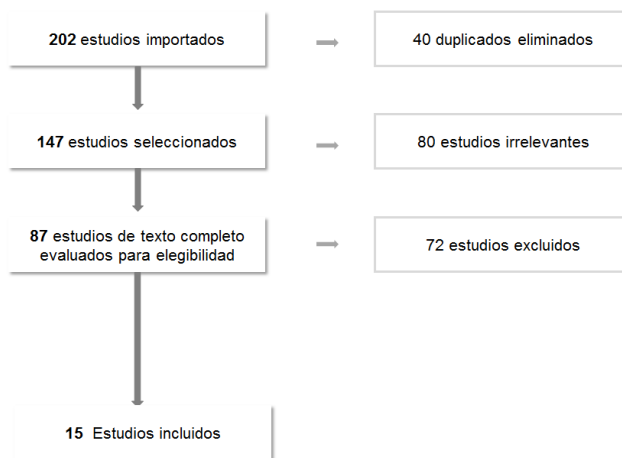 202 estudios importados
40 duplicados eliminados
147 estudios seleccionados
80 estudios irrelevantes
87 estudios de texto completo
evaluados para elegibilidad
72 estudios excluidos
15 Estudios incluidos